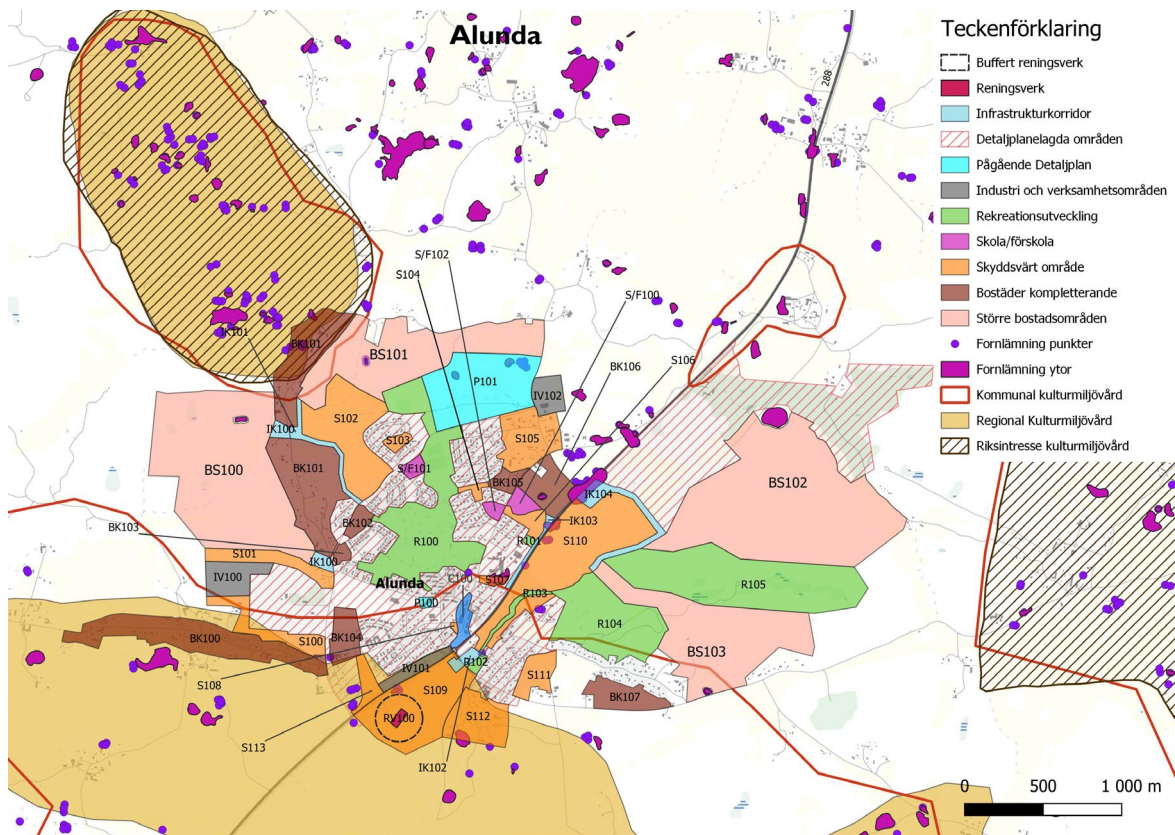 Alunda
288
Teckenförklaring
Buffert reningsverk
Reningsverk
Infrastrukturkorridor
Detaljplanelagda områden
Pågående Detaljplan
Industri och verksamhetsområden
Rekreationsutveckling
Skola/förskola
Skyddsvärt område
Bostäder kompletterande
Större bostadsområden
Fornlämning punkter
Fornlämning ytor
Kommunal kulturmiljövård
Regional Kulturmiljövård
Riksintresse kulturmiljövård
S/F102
S104
S/F100
IK101
BK101
BS101
BK106
S106
P101
IV102
S102
S103
S105
IK100
BS100
BK101
S/F101
BK105
BS102
IK104
BK103
BK102
IK103
R100
R101
S110
S101
IK100
IV100
Alunda
S107
R105
P100
R103
BK100
S100
BK104
R104
IV101
R102
BS103
S108
S109
S111
BK107
RV100
S112
S113
IK102
0 500 1 000 m